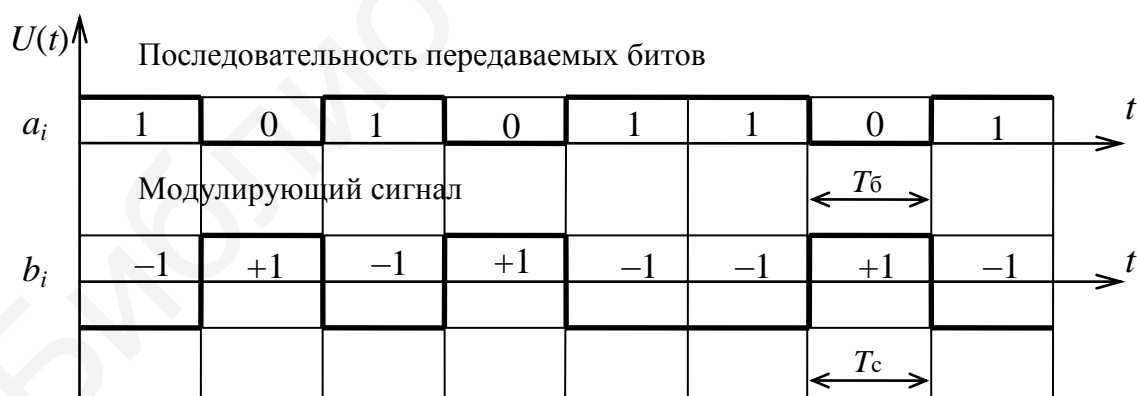 U(t)
Последовательность передаваемых битов
a_i 1 0 1 0 1 1 0 1 t
Модулирующий сигнал Tб
b_i –1 +1 –1 +1 –1 –1 +1 –1 t
Tс
Библио